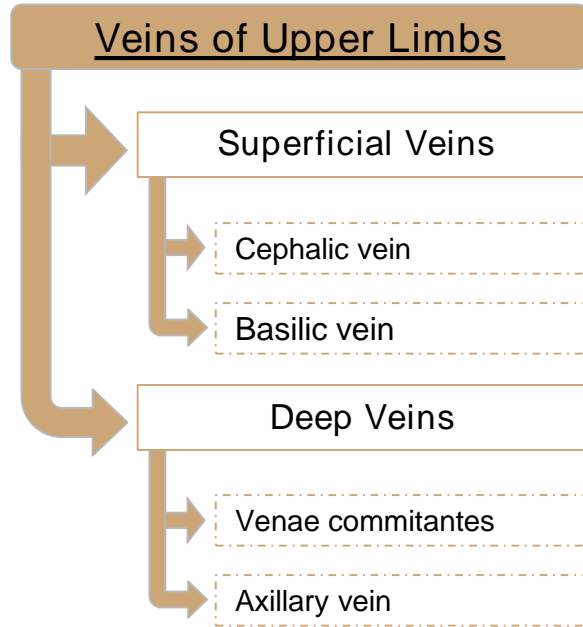 Veins of Upper Limbs
Superficial Veins
Cephalic vein
Basilic vein
Deep Veins
Venae commitantes
Axillary vein